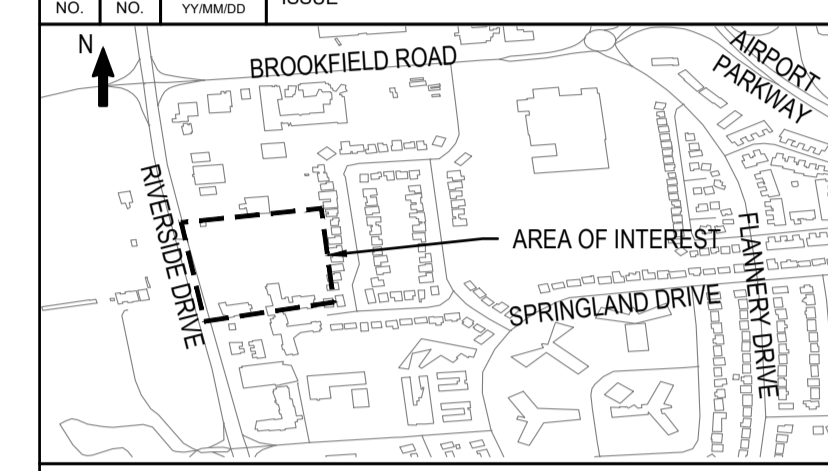 NO.
NO.
YY/MM/DD
ISSUE
N
BROOKFIELD ROAD
AIRPORT
PARKWAY
RIVERSIDE DRIVE
AREA OF INTEREST
FLANNERY DRIVE
SPRINGLAND DRIVE